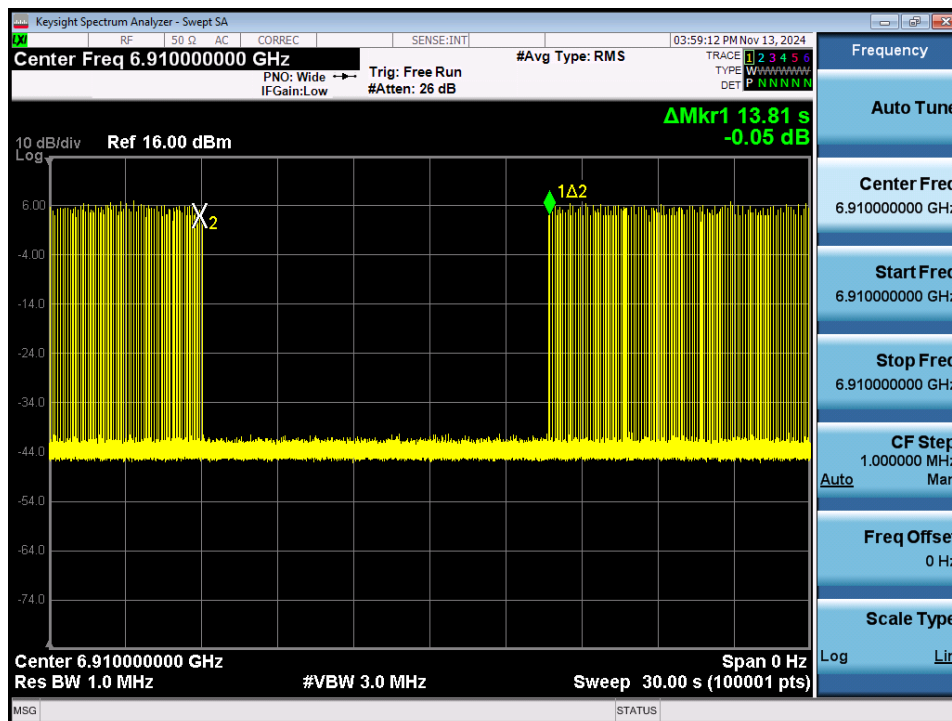 Keysight Spectrum Analyzer - Swept SA
LXI RF 50 Ω AC CORREC SENSE:INT 03:59:12 PM Nov 13, 2024
Center Freq 6.910000000 GHz
PNO: Wide
IFGain:Low
Trig: Free Run
#Atten: 26 dB
#Avg Type: RMS
TRACE 1 2 3 4 5 6
TYPE WWWWWW
DET P N N N N N
ΔMkr1 13.81 s
-0.05 dB
10 dB/div Ref 16.00 dBm
Log
1Δ2
6.00
2
-4.00
-14.0
-24.0
-34.0
-44.0
-54.0
-64.0
-74.0
Center 6.910000000 GHz Span 0 Hz
Res BW 1.0 MHz #VBW 3.0 MHz Sweep 30.00 s (100001 pts)
MSG STATUS
Frequency
Auto Tune
Center Freq
6.910000000 GHz
Start Freq
6.910000000 GHz
Stop Freq
6.910000000 GHz
CF Step
1.000000 MHz
Auto Man
Freq Offset
0 Hz
Scale Type
Log Lin